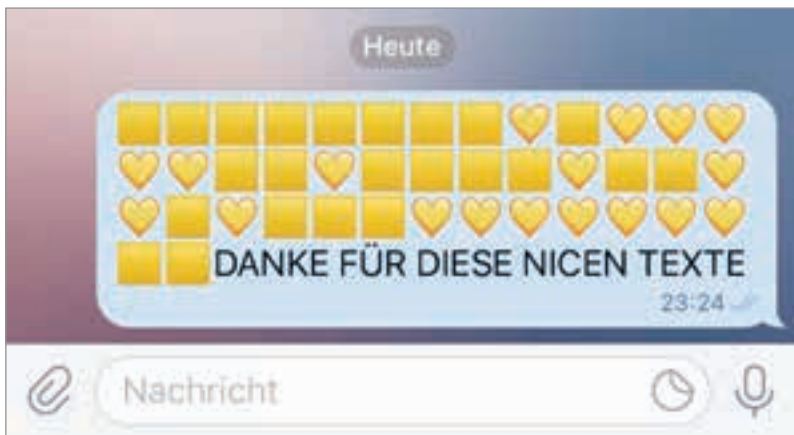 Heute
🟨🟨🟨🟨🟨🟨🟨🟨💛🟨💛💛💛
💛💛🟨🟨💛🟨🟨🟨🟨💛🟨🟨💛
💛🟨💛🟨🟨🟨💛💛💛💛💛💛💛
🟨🟨DANKE FÜR DIESE NICEN TEXTE
23:24
Nachricht